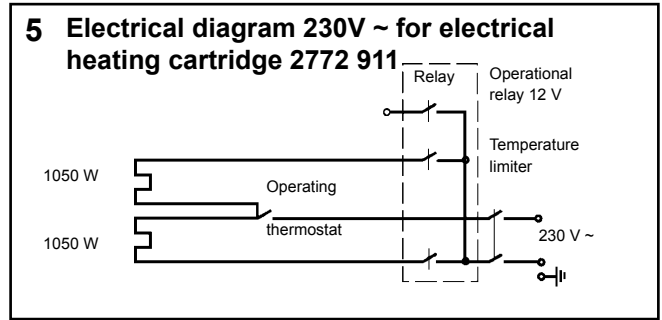 5 Electrical diagram 230V ~ for electrical
heating cartridge 2772 911
Relay
Operational
relay 12 V
Temperature
limiter
1050 W
Operating
thermostat
230 V ~
1050 W